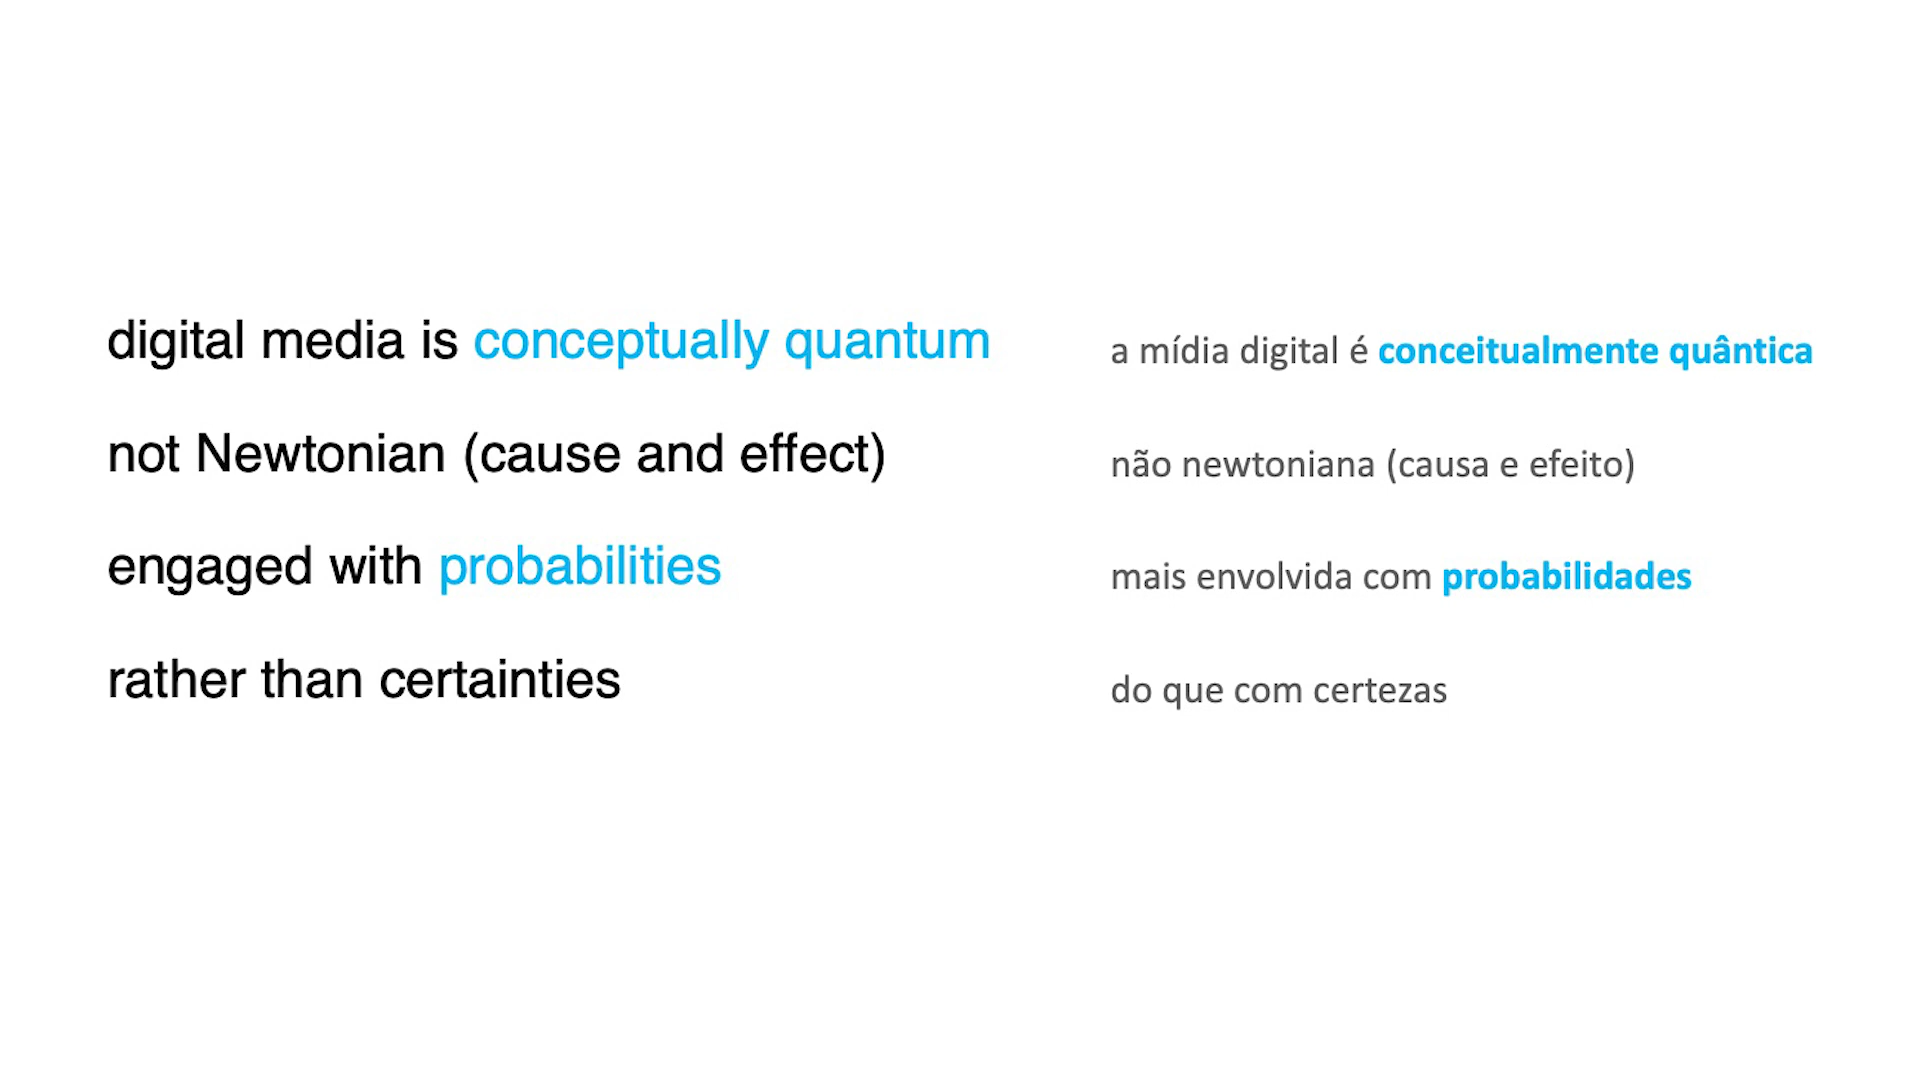 digital media is conceptually quantum
not Newtonian (cause and effect)
engaged with probabilities
rather than certainties
a mídia digital é conceitualmente quântica
não newtoniana (causa e efeito)
mais envolvida com probabilidades
do que com certezas